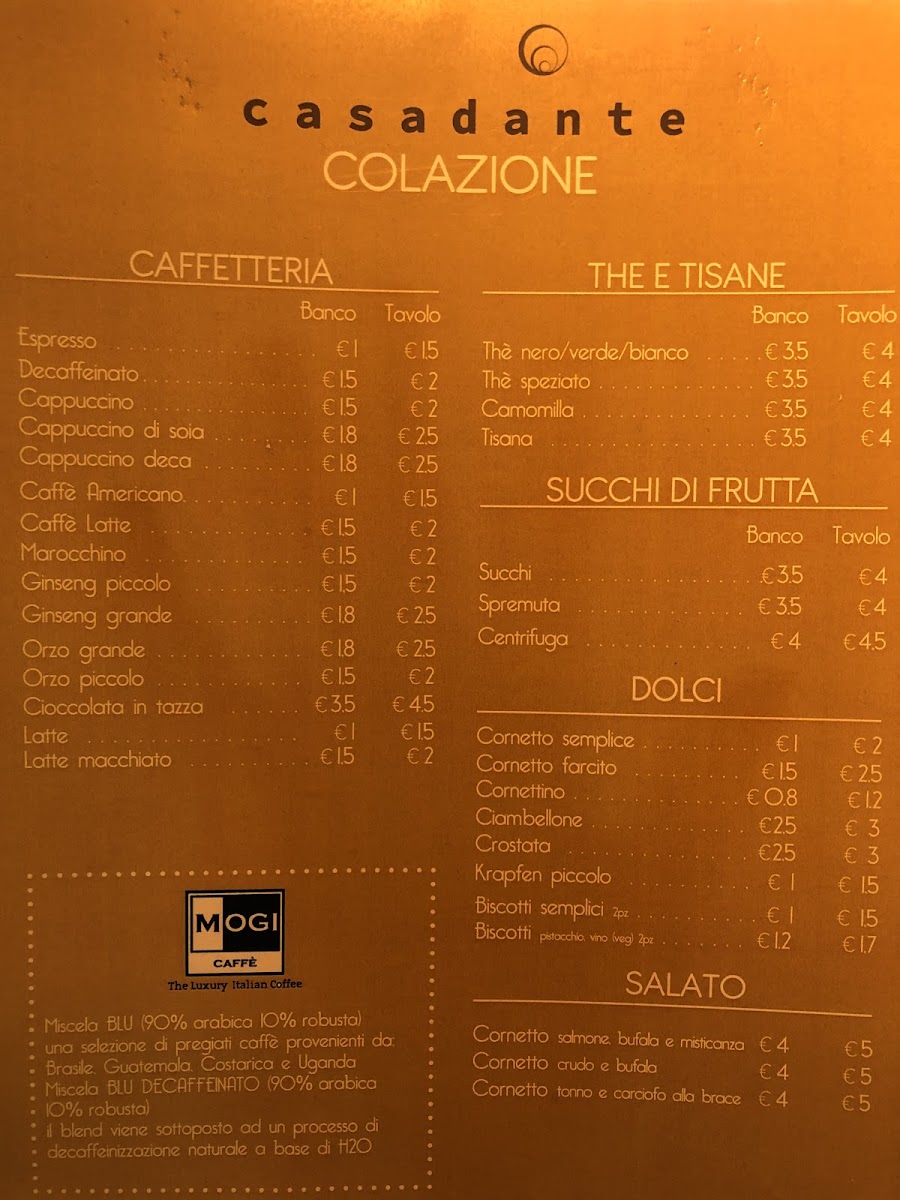 casadante
COLAZIONE
CAFFETTERIA
Banco Tavolo
Espresso €1 €1.5
Decaffeinato €1.5 €2
Cappuccino €1.5 €2
Cappuccino di soia €1.8 €2.5
Cappuccino deca €1.8 €2.5
Caffè Americano €1 €1.5
Caffè Latte €1.5 €2
Marocchino €1.5 €2
Ginseng piccolo €1.5 €2
Ginseng grande €1.8 €2.5
Orzo grande €1.8 €2.5
Orzo piccolo €1.5 €2
Cioccolata in tazza €3.5 €4.5
Latte €1 €1.5
Latte macchiato €1.5 €2
MOGI
CAFFÈ
The Luxury Italian Coffee
Miscela BLU (90% arabica 10% robusta)
una selezione di pregiati caffè provenienti da:
Brasile, Guatemala, Costarica e Uganda
Miscela BLU DECAFFEINATO (90% arabica
10% robusta)
il blend viene sottoposto ad un processo di
decaffeinizzazione naturale a base di H2O
THE E TISANE
Banco Tavolo
Thè nero/verde/bianco €3.5 €4
Thè speziato €3.5 €4
Camomilla €3.5 €4
Tisana €3.5 €4
SUCCHI DI FRUTTA
Banco Tavolo
Succhi €3.5 €4
Spremuta €3.5 €4
Centrifuga €4 €4.5
DOLCI
Cornetto semplice €1 €2
Cornetto farcito €1.5 €2.5
Cornettino €0.8 €1.2
Ciambellone €2.5 €3
Crostata €2.5 €3
Krapfen piccolo €1 €1.5
Biscotti semplici 2pz €1 €1.5
Biscotti pistacchio, vino (veg) 2pz €1.2 €1.7
SALATO
Cornetto salmone, bufala e misticanza €4 €5
Cornetto crudo e bufala €4 €5
Cornetto tonno e carciofo alla brace €4 €5